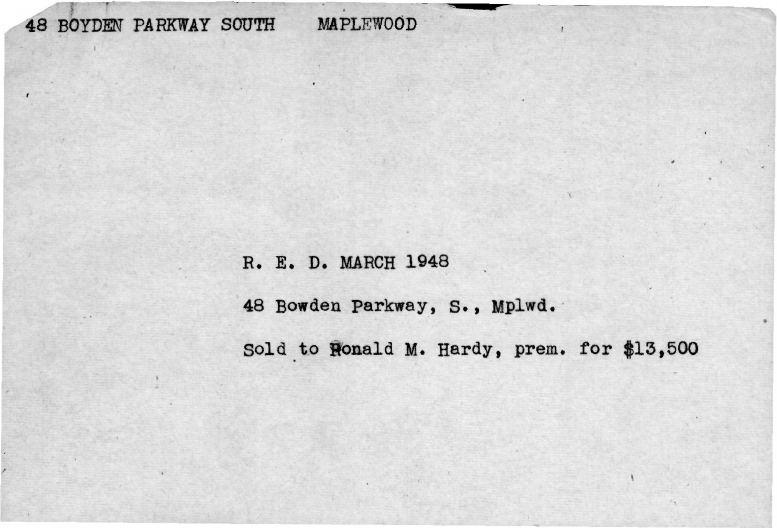 48 BOYDEN PARKWAY SOUTH MAPLEWOOD
R. E. D. MARCH 1948
48 Bowden Parkway, S., Mplwd.
Sold to Ronald M. Hardy, prem. for $13,500